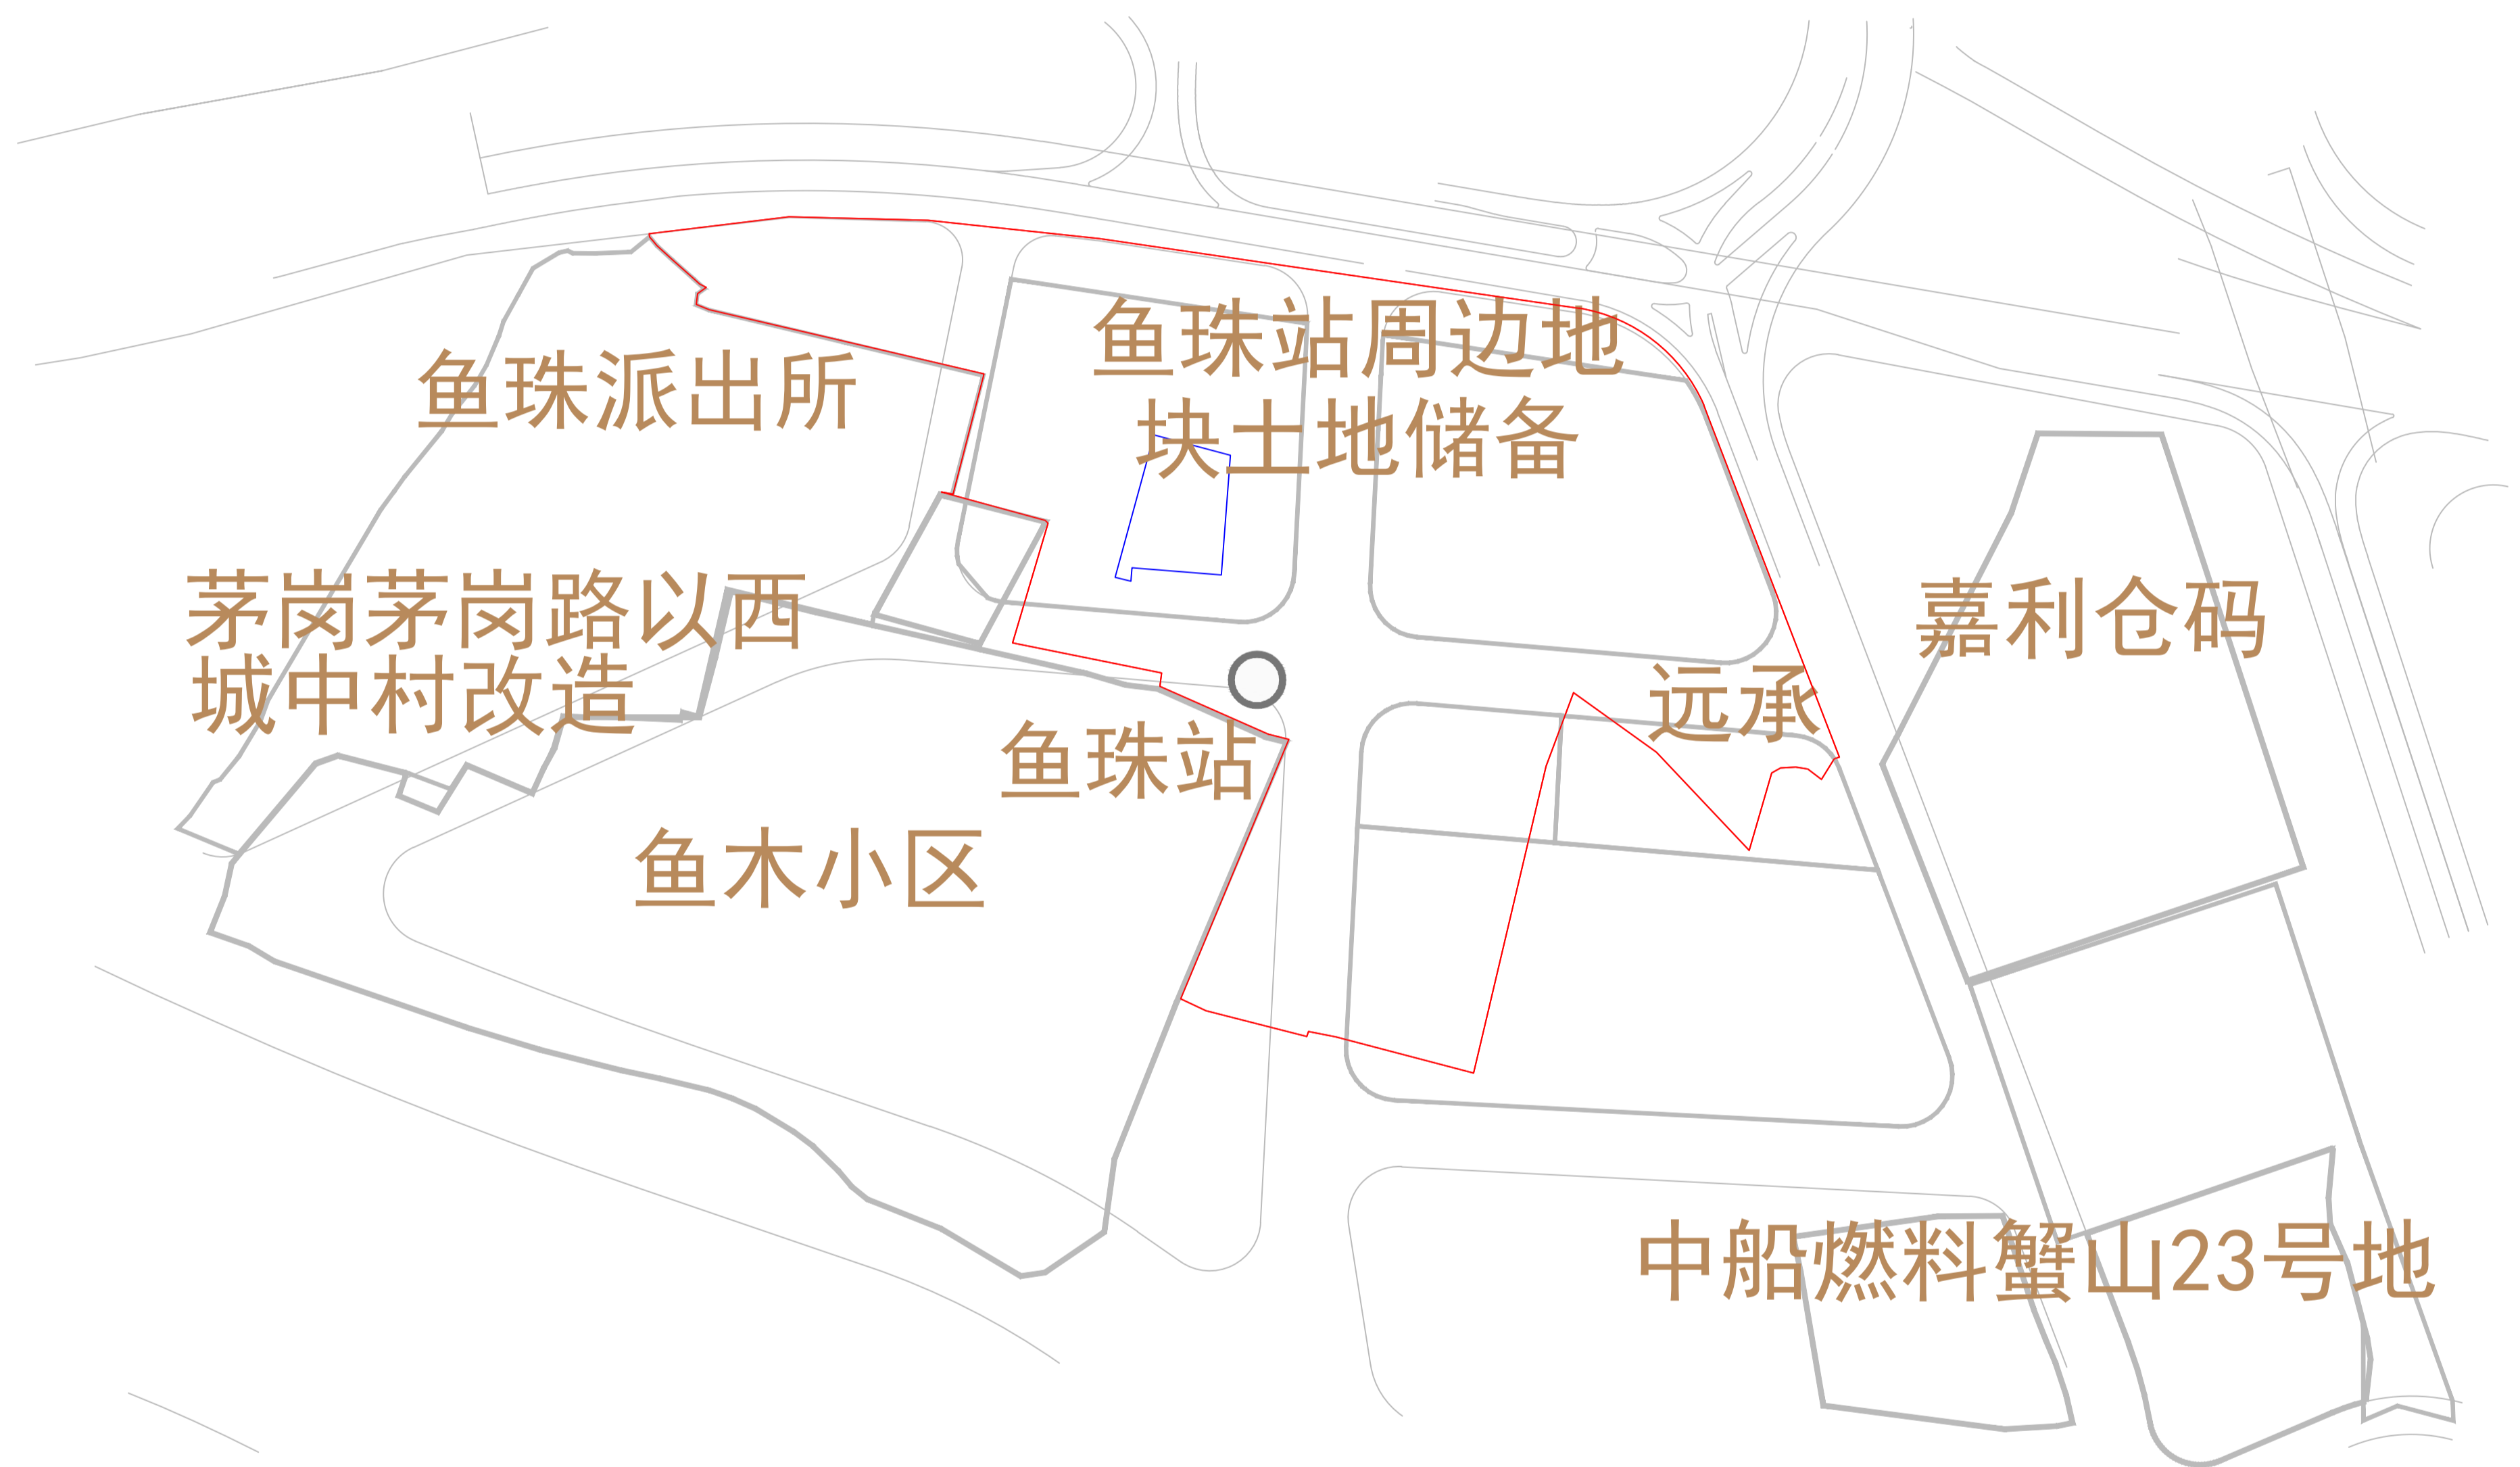 鱼珠站周边地
块土地储备
鱼珠派出所
茅岗茅岗路以西
城中村改造
嘉利仓码
远承
鱼珠站
鱼木小区
中船燃料蟹山23号地